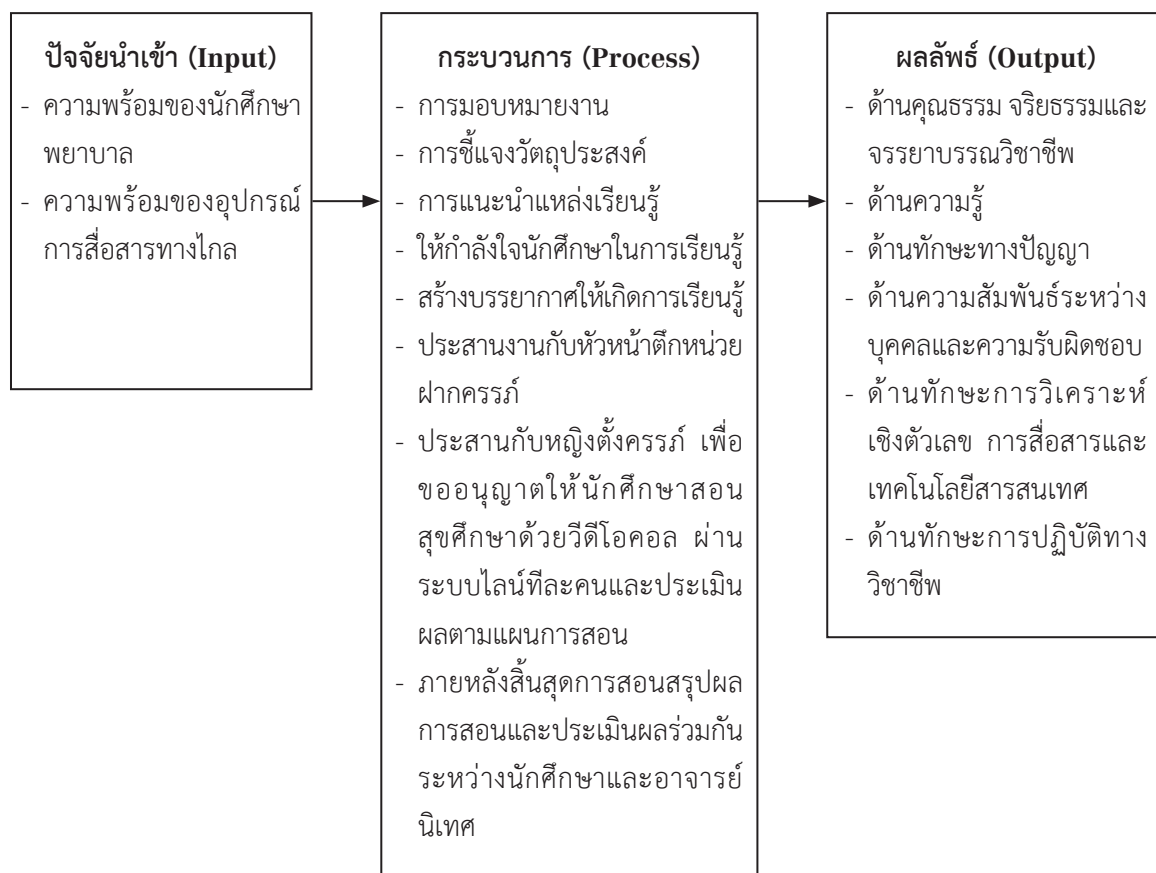 ปัจจัยนำเข้า (Input)
- ความพร้อมของนักศึกษา
พยาบาล
- ความพร้อมของอุปกรณ์
การสื่อสารทางไกล
กระบวนการ (Process)
- การมอบหมายงาน
- การชี้แจงวัตถุประสงค์
- การแนะนำแหล่งเรียนรู้
- ให้กำลังใจนักศึกษาในการเรียนรู้
- สร้างบรรยากาศให้เกิดการเรียนรู้
- ประสานงานกับหัวหน้าตึกหน่วย
ฝากครรภ์
- ประสานกับหญิงตั้งครรภ์ เพื่อ
ขออนุญาตให้นักศึกษาสอน
สุขศึกษาด้วยวีดีโอคอล ผ่าน
ระบบไลน์ทีละคนและประเมิน
ผลตามแผนการสอน
- ภายหลังสิ้นสุดการสอนสรุปผล
การสอนและประเมินผลร่วมกัน
ระหว่างนักศึกษาและอาจารย์
นิเทศ
ผลลัพธ์ (Output)
- ด้านคุณธรรม จริยธรรมและ
จรรยาบรรณวิชาชีพ
- ด้านความรู้
- ด้านทักษะทางปัญญา
- ด้านความสัมพันธ์ระหว่าง
บุคคลและความรับผิดชอบ
- ด้านทักษะการวิเคราะห์
เชิงตัวเลข การสื่อสารและ
เทคโนโลยีสารสนเทศ
- ด้านทักษะการปฏิบัติทาง
วิชาชีพ